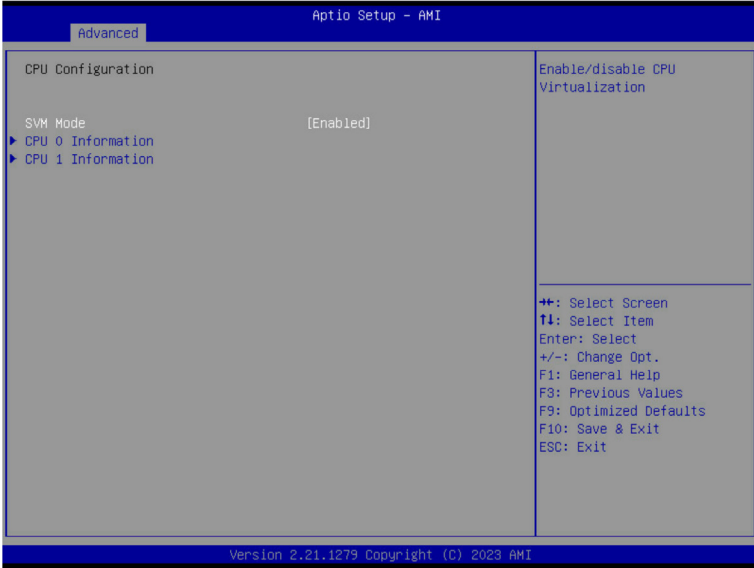 Aptio Setup – AMI
Advanced
CPU Configuration
SVM Mode [Enabled]
▶ CPU 0 Information
▶ CPU 1 Information
Enable/disable CPU
Virtualization
→←: Select Screen
↑↓: Select Item
Enter: Select
+/-: Change Opt.
F1: General Help
F3: Previous Values
F9: Optimized Defaults
F10: Save & Exit
ESC: Exit
Version 2.21.1279 Copyright (C) 2023 AMI